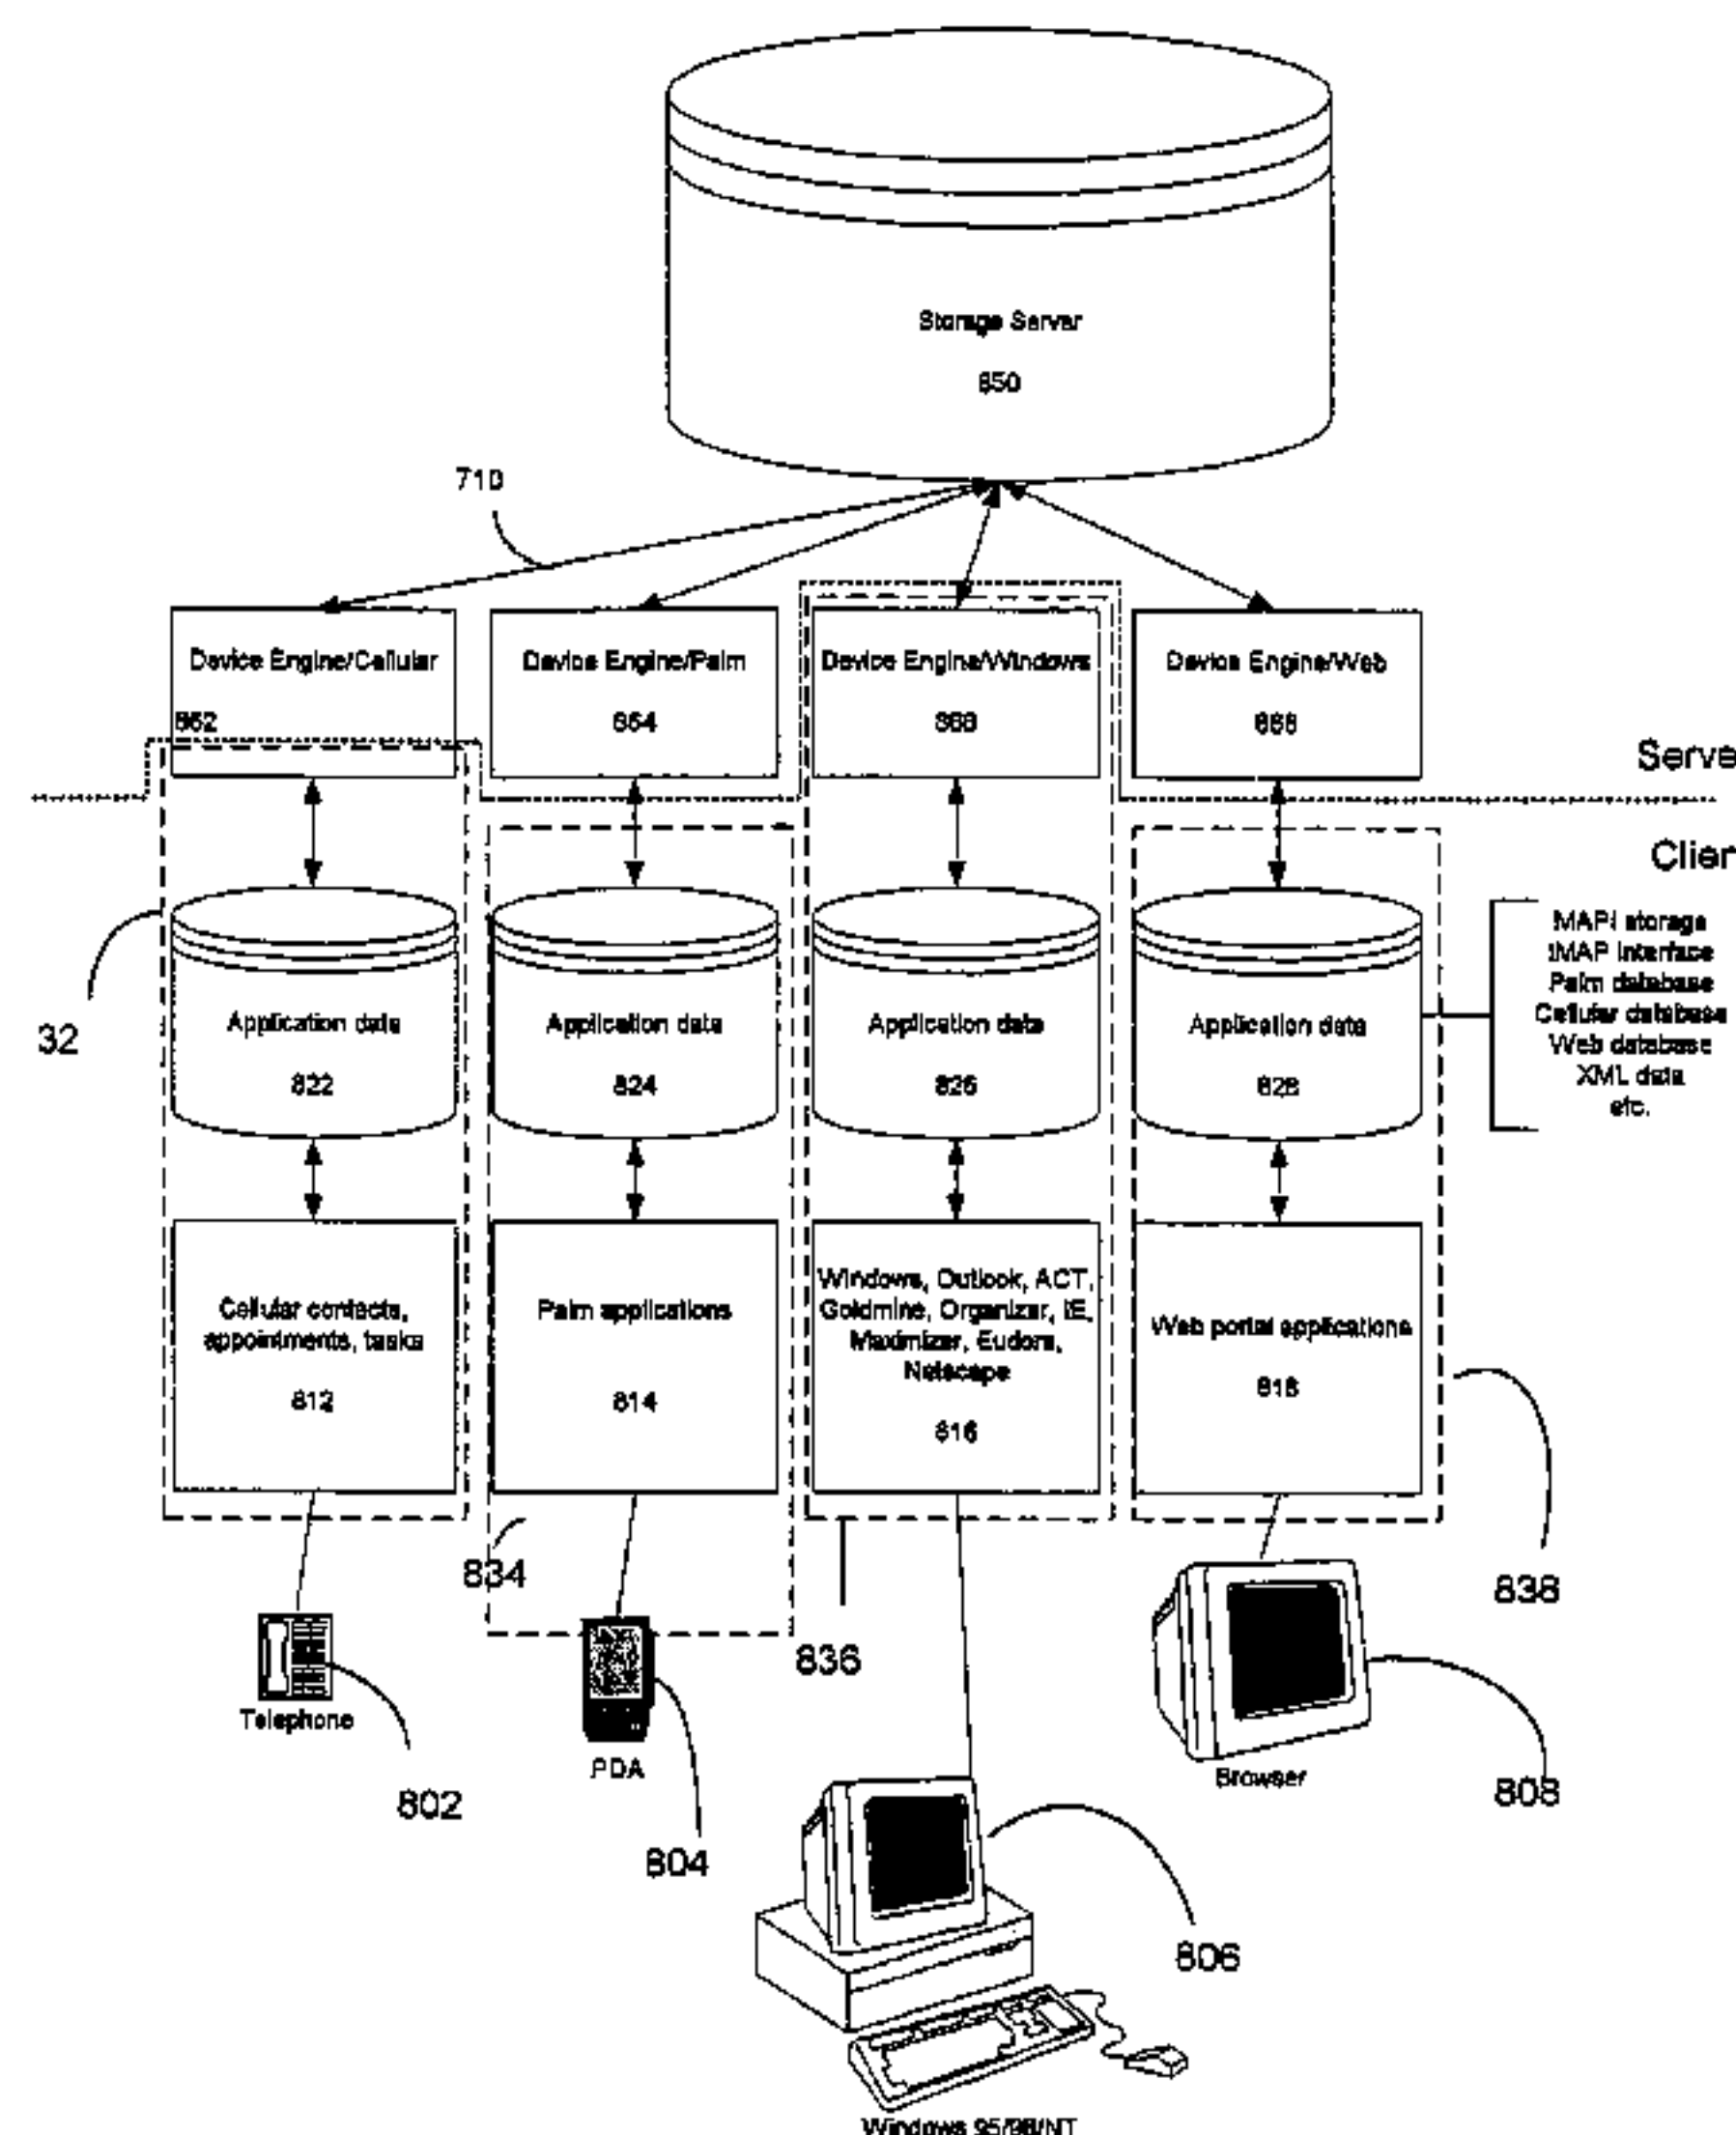 Storage Server
850
710
Device Engine/Cellular
862
Device Engine/Palm
864
Device Engine/Windows
Device Engine/Web
Serve
Clien
32
Application data
822
Application data
824
Application data
Application data
MAPI storage
IMAP Interface
Palm database
Cellular database
Web database
XML data
etc.
Cellular contacts,
appointments, tasks
812
Palm applications
814
Windows, Outlook, ACT,
Goldmine, Organizer, IE,
Maximizer, Eudora,
Netscape
816
Web portal applications
818
834
836
838
Telephone
802
PDA
804
Browser
808
806
Windows 95/98/NT